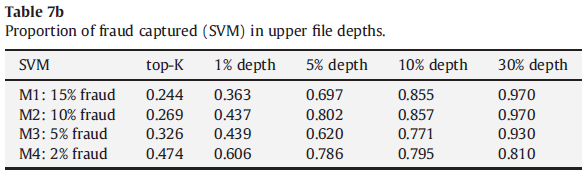 Table 7b
Proportion of fraud captured (SVM) in upper file depths.
SVM top-K 1% depth 5% depth 10% depth 30% depth
M1: 15% fraud 0.244 0.363 0.697 0.855 0.970
M2: 10% fraud 0.269 0.437 0.802 0.857 0.970
M3: 5% fraud 0.326 0.439 0.620 0.771 0.930
M4: 2% fraud 0.474 0.606 0.786 0.795 0.810